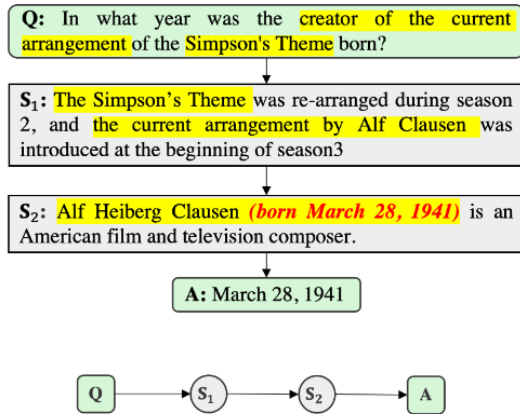 Q: In what year was the creator of the current
arrangement of the Simpson's Theme born?
S₁: The Simpson's Theme was re-arranged during season
2, and the current arrangement by Alf Clausen was
introduced at the beginning of season3
S₂: Alf Heiberg Clausen (born March 28, 1941) is an
American film and television composer.
A: March 28, 1941
Q S₁ S₂ A